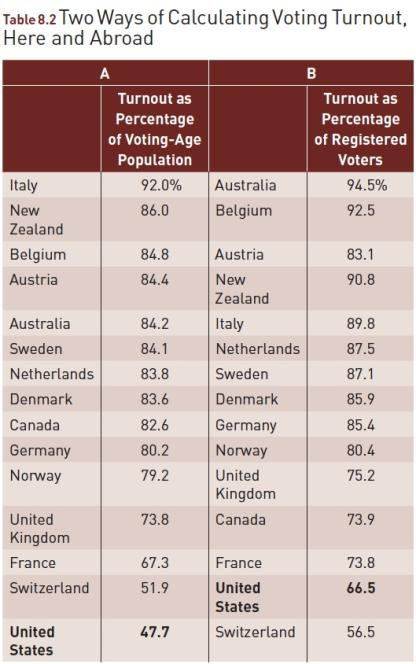 Table 8.2 Two Ways of Calculating Voting Turnout,
Here and Abroad
A B
Turnout as Percentage of Voting-Age Population Turnout as Percentage of Registered Voters
Italy 92.0% Australia 94.5%
New Zealand 86.0 Belgium 92.5
Belgium 84.8 Austria 83.1
Austria 84.4 New Zealand 90.8
Australia 84.2 Italy 89.8
Sweden 84.1 Netherlands 87.5
Netherlands 83.8 Sweden 87.1
Denmark 83.6 Denmark 85.9
Canada 82.6 Germany 85.4
Germany 80.2 Norway 80.4
Norway 79.2 United Kingdom 75.2
United Kingdom 73.8 Canada 73.9
France 67.3 France 73.8
Switzerland 51.9 United States 66.5
United States 47.7 Switzerland 56.5